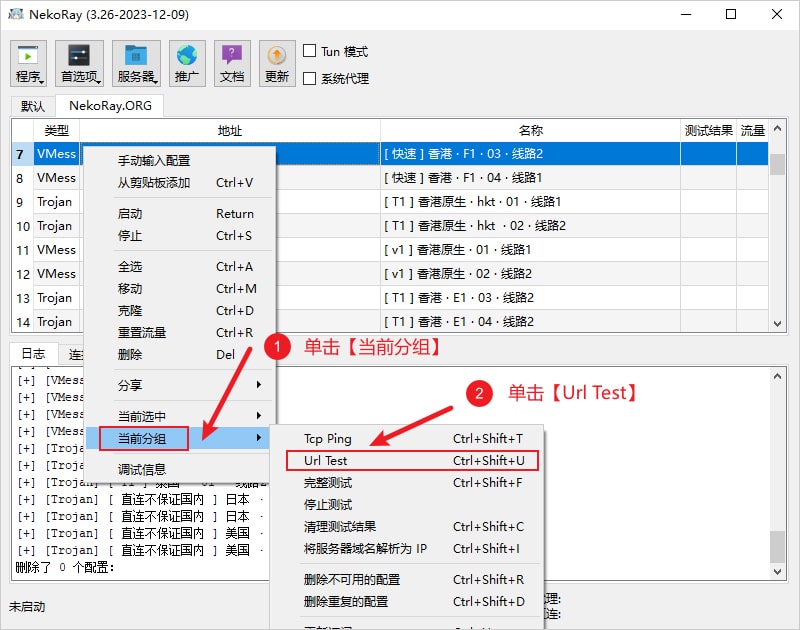 NekoRay (3.26-2023-12-09)
程序 首选项 服务器 推广 文档 更新 Tun 模式
系统代理
默认 NekoRay.ORG
类型 地址 名称 测试结果 流量
7 VMess [ 快速 ] 香港 · F1 · 03 · 线路2
8 VMess [ 快速 ] 香港 · F1 · 04 · 线路1
9 Trojan [ T1 ] 香港原生 · hkt · 01 · 线路1
10 Trojan [ T1 ] 香港原生 · hkt · 02 · 线路2
11 VMess [ v1 ] 香港原生 · 01 · 线路1
12 VMess [ v1 ] 香港原生 · 02 · 线路2
13 Trojan [ T1 ] 香港 · E1 · 03 · 线路2
14 Trojan [ T1 ] 香港 · E1 · 04 · 线路2
手动输入配置
从剪贴板添加 Ctrl+V
启动 Return
停止 Ctrl+S
全选 Ctrl+A
移动 Ctrl+M
克隆 Ctrl+D
重置流量 Ctrl+R
删除 Del
分享
当前选中
当前分组
调试信息
1 单击【当前分组】
2 单击【Url Test】
Tcp Ping Ctrl+Shift+T
Url Test Ctrl+Shift+U
完整测试 Ctrl+Shift+F
停止测试
清理测试结果 Ctrl+Shift+C
将服务器域名解析为 IP Ctrl+Shift+I
删除不可用的配置 Ctrl+Shift+R
删除重复的配置 Ctrl+Shift+D
日志
[+] [VMess
[+] [VMess
[+] [VMess
[+] [VMess
[+] [Troj
[+] [Troj
[+] [Trojan]
[+] [Trojan] [ 直连不保证国内 ] 日本 ·
[+] [Trojan] [ 直连不保证国内 ] 日本 ·
[+] [Trojan] [ 直连不保证国内 ] 美国 ·
[+] [Trojan] [ 直连不保证国内 ] 美国 ·
删除了 0 个配置:
未启动